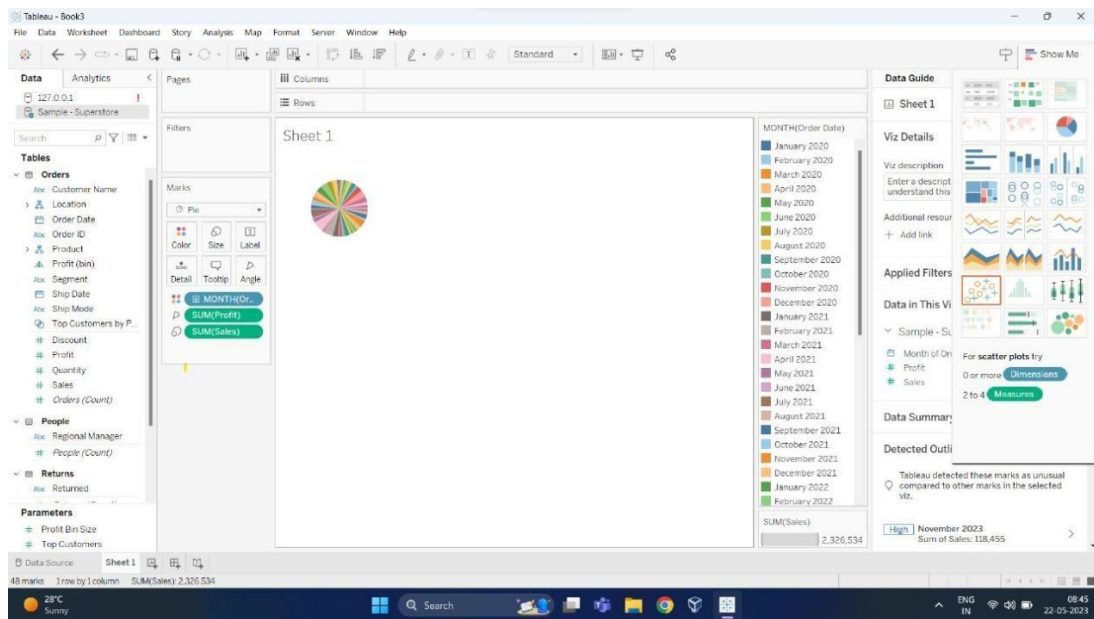 Tableau - Book3
File Data Worksheet Dashboard Story Analysis Map Format Server Window Help
Standard
Show Me
Data Analytics
127.0.0.1 !
Sample - Superstore
Search
Tables
Orders
Abc Customer Name
Location
Order Date
Abc Order ID
Product
Profit (bin)
Abc Segment
Ship Date
Abc Ship Mode
Top Customers by P...
# Discount
# Profit
# Quantity
# Sales
# Orders (Count)
People
Abc Regional Manager
# People (Count)
Returns
Abc Returned
Parameters
# Profit Bin Size
# Top Customers
Pages
Filters
Marks
Pie
Color Size Label
Detail Tooltip Angle
MONTH(Or..
SUM(Profit)
SUM(Sales)
Columns
Rows
Sheet 1
MONTH(Order Date)
January 2020
February 2020
March 2020
April 2020
May 2020
June 2020
July 2020
August 2020
September 2020
October 2020
November 2020
December 2020
January 2021
February 2021
March 2021
April 2021
May 2021
June 2021
July 2021
August 2021
September 2021
October 2021
November 2021
December 2021
January 2022
February 2022
SUM(Sales)
2,326,534
Data Guide
Sheet 1
Viz Details
Viz description
Enter a descript
understand this
Additional resour
+ Add link
Applied Filters
Data in This Vi
Sample - Su
Month of Or
# Profit
# Sales
Data Summary
Detected Outli
Tableau detected these marks as unusual
compared to other marks in the selected
viz.
High November 2023
Sum of Sales: 118,455
For scatter plots try
0 or more Dimensions
2 to 4 Measures
Data Source Sheet 1
48 marks 1 row by 1 column SUM(Sales): 2,326,534
28°C
Sunny
Search
ENG
IN
08:45
22-05-2023